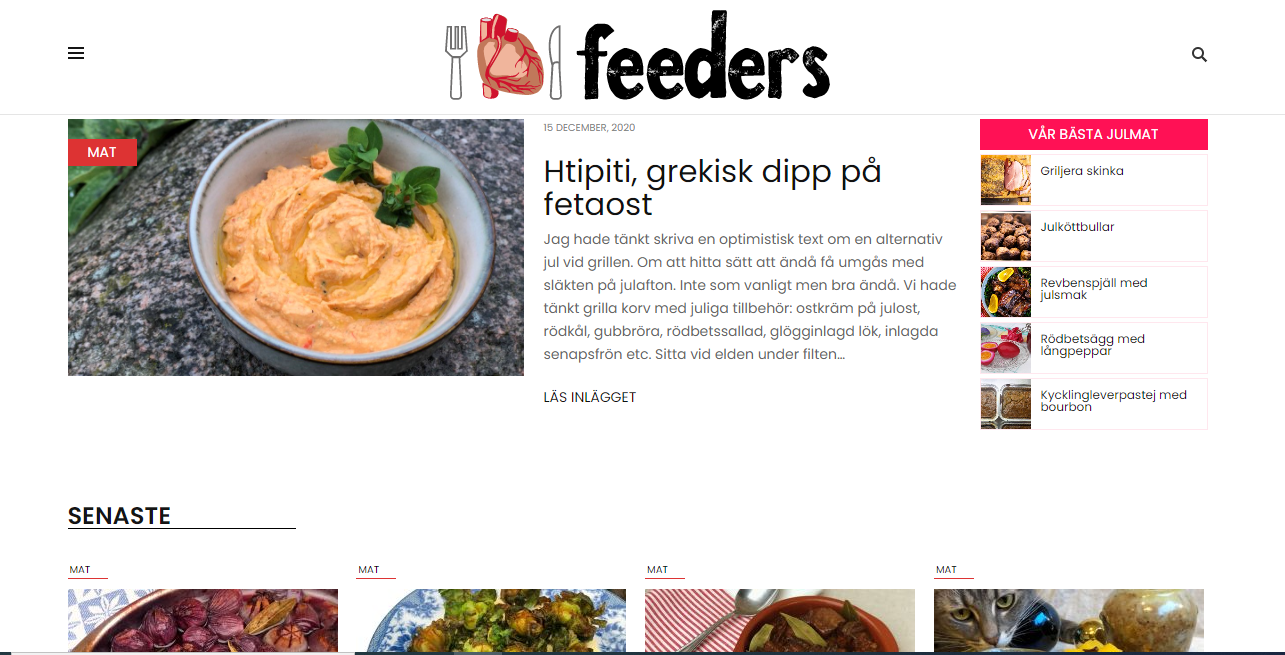 feeders
MAT
15 DECEMBER, 2020
Htipiti, grekisk dipp på
fetaost
Jag hade tänkt skriva en optimistisk text om en alternativ
jul vid grillen. Om att hitta sätt att ändå få umgås med
släkten på julafton. Inte som vanligt men bra ändå. Vi hade
tänkt grilla korv med juliga tillbehör: ostkräm på julost,
rödkål, gubbröra, rödbetssallad, glögginlagd lök, inlagda
senapsfrön etc. Sitta vid elden under filten…
LÄS INLÄGGET
VÅR BÄSTA JULMAT
Griljera skinka
Julköttbullar
Revbenspjäll med
julsmak
Rödbetsägg med
långpeppar
Kycklingleverpastej med
bourbon
SENASTE
MAT
MAT
MAT
MAT